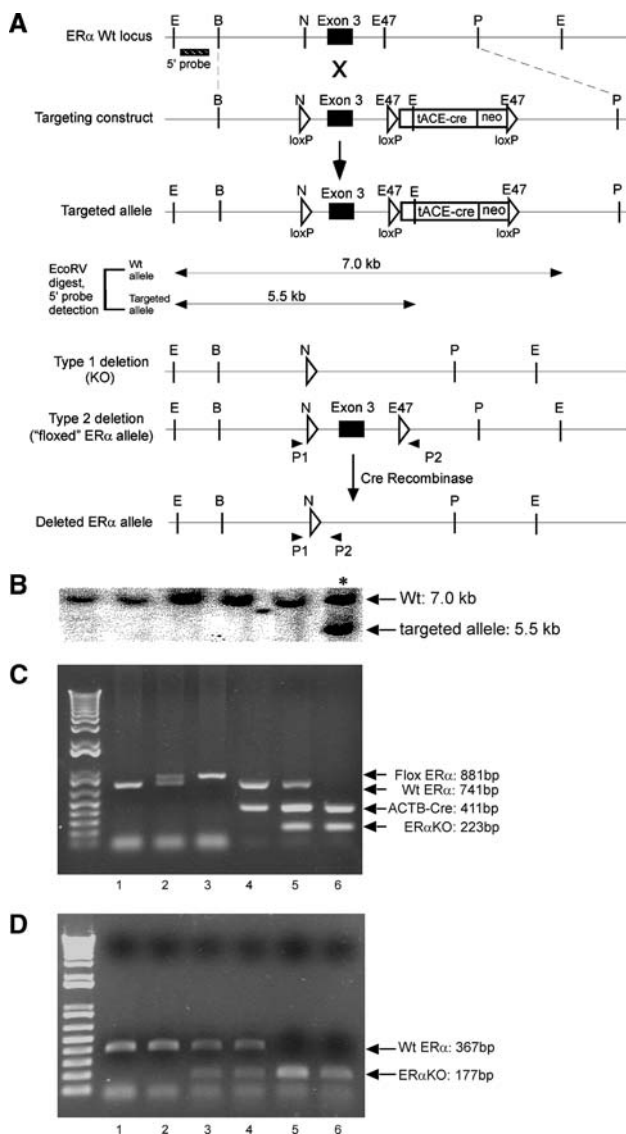 A
E B N Exon 3 E47 P E
ERα Wt locus
5' probe
X
B N Exon 3 E47 E E47 P
Targeting construct
tACE-cre neo
loxP loxP loxP
E B N Exon 3 E47 E E47 P
Targeted allele
tACE-cre neo
loxP loxP loxP
EcoRV digest, 5' probe detection
Wt allele
7.0 kb
Targeted allele
5.5 kb
E B N P E
Type 1 deletion
(KO)
E B N Exon 3 E47 P E
Type 2 deletion
("floxed" ERα allele)
P1 P2
Cre Recombinase
E B N P E
Deleted ERα allele
P1 P2
B
*
Wt: 7.0 kb
targeted allele: 5.5 kb
C
Flox ERα: 881bp
Wt ERα: 741bp
ACTB-Cre: 411bp
ERαKO: 223bp
1 2 3 4 5 6
D
Wt ERα: 367bp
ERαKO: 177bp
1 2 3 4 5 6